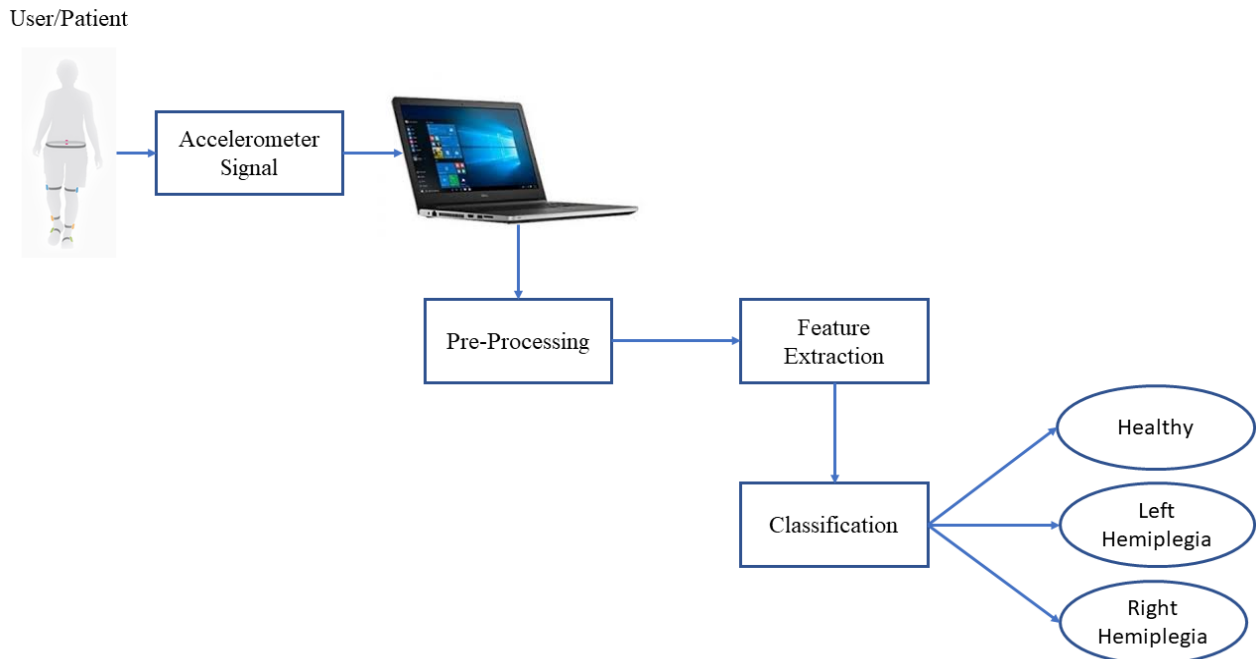 User/Patient
Accelerometer
Signal
Pre-Processing
Feature
Extraction
Classification
Healthy
Left
Hemiplegia
Right
Hemiplegia